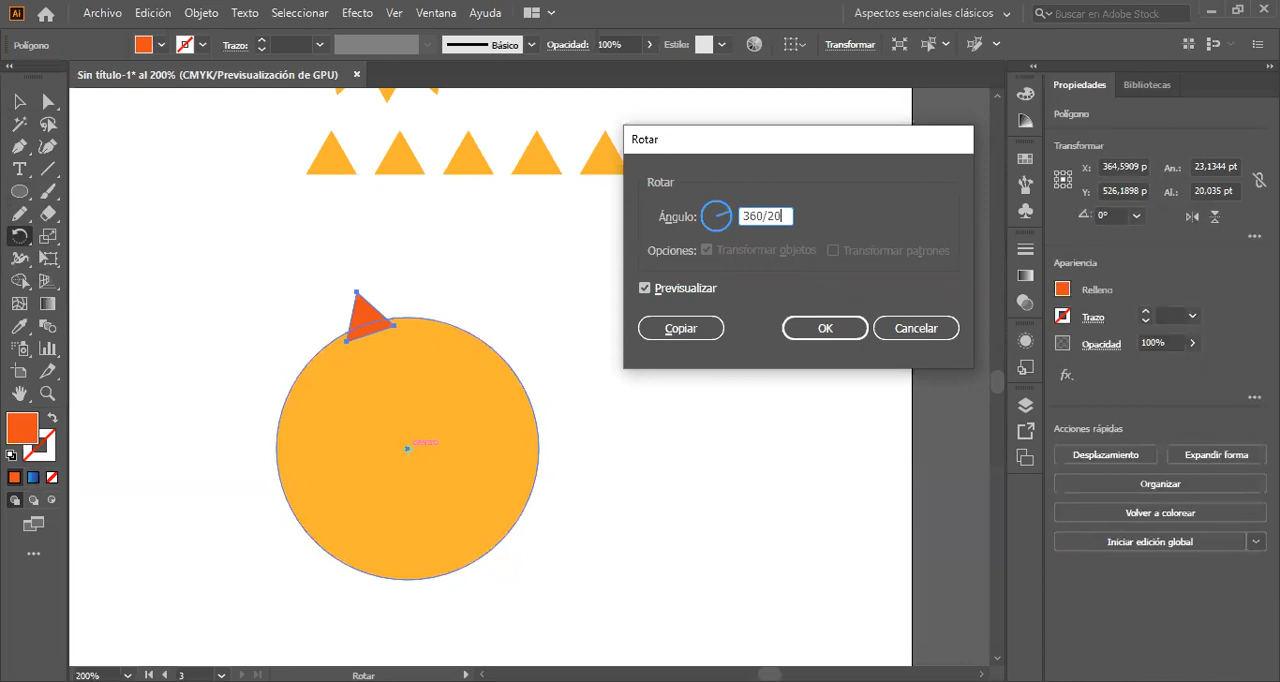 Ai Archivo Edición Objeto Texto Seleccionar Efecto Ver Ventana Ayuda Aspectos esenciales clásicos Buscar en Adobe Stock
Polígono Trazo: Básico Opacidad: 100% Estilo: Transformar
Sin título-1* al 200% (CMYK/Previsualización de GPU)
Propiedades Bibliotecas
Polígono
Transformar
X: 364,5909 p An.: 23,1344 pt
Y: 526,1898 p Al.: 20,035 pt
0°
Apariencia
Relleno
Trazo
Opacidad 100%
fx.
Acciones rápidas
Desplazamiento Expandir forma
Organizar
Volver a colorear
Iniciar edición global
Rotar
Rotar
Ángulo: 360/20
Opciones: Transformar objetos Transformar patrones
Previsualizar
Copiar OK Cancelar
centro
200% 3 Rotar